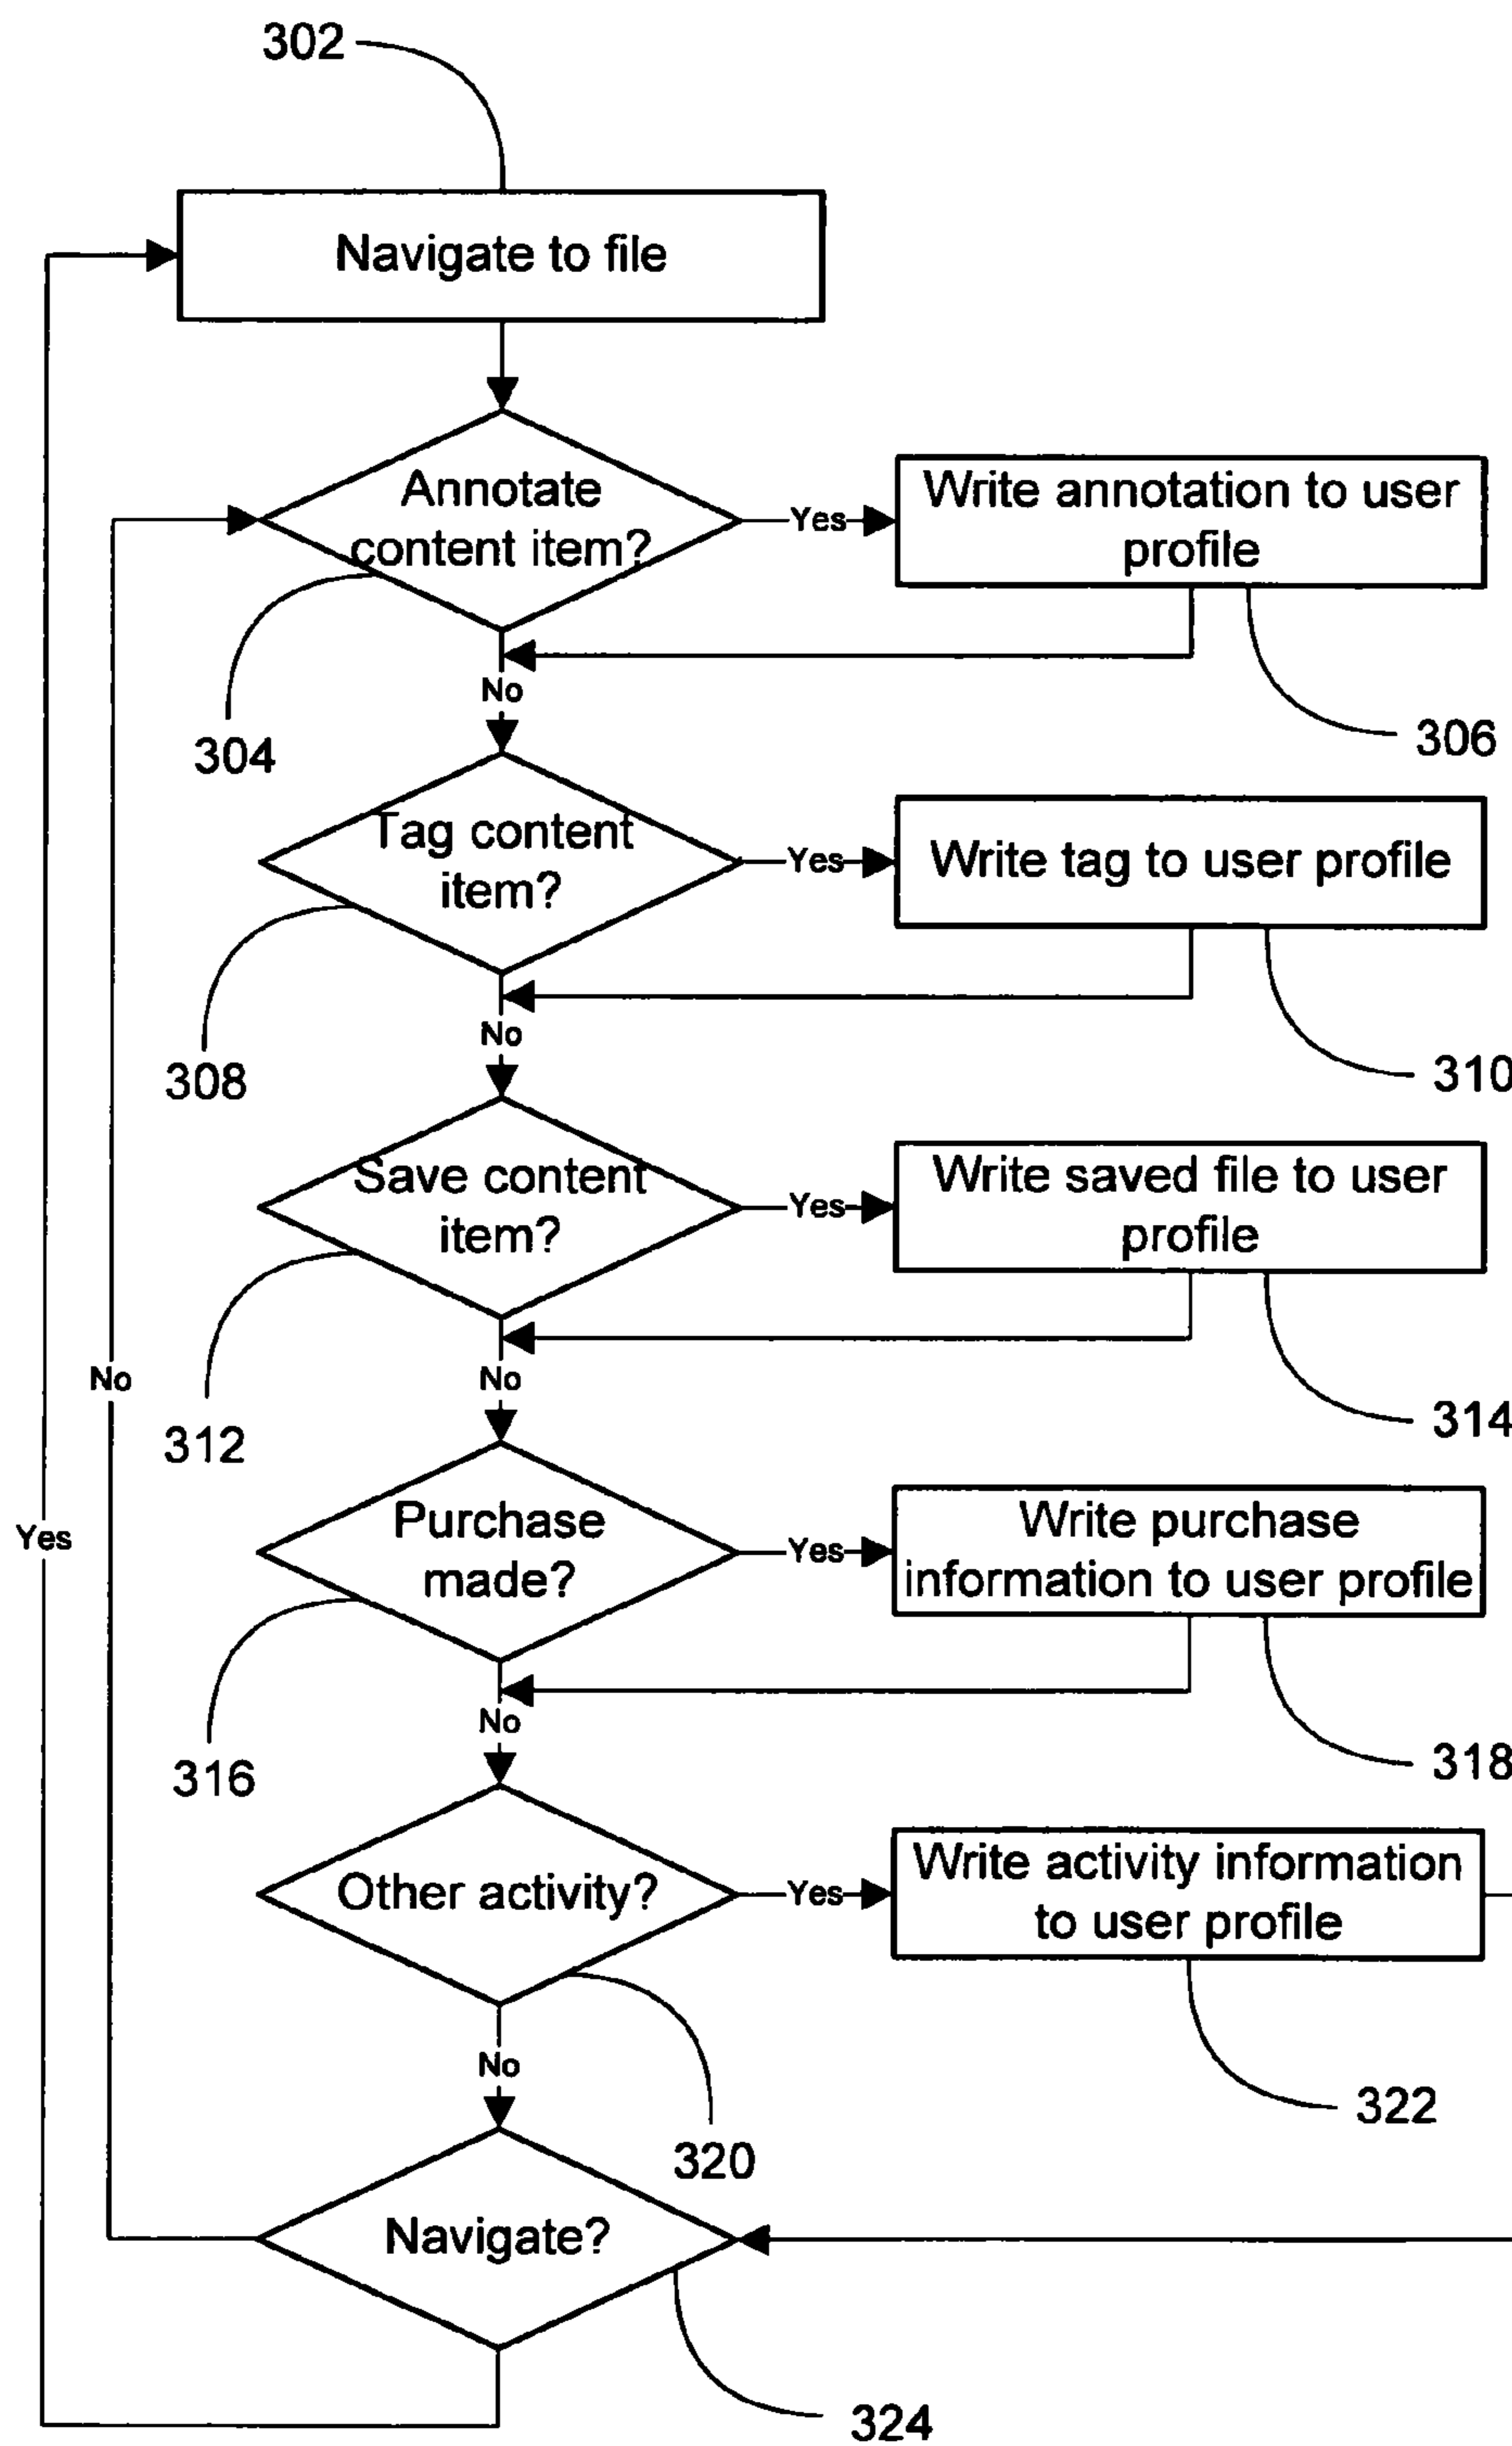 302
Navigate to file
Annotate
content item?
Yes
Write annotation to user
profile
No
304
306
Tag content
item?
Yes
Write tag to user profile
No
308
310
Save content
item?
Yes
Write saved file to user
profile
No
No
312
314
Purchase
made?
Yes
Write purchase
information to user profile
Yes
No
316
318
Other activity?
Yes
Write activity information
to user profile
No
322
320
Navigate?
324